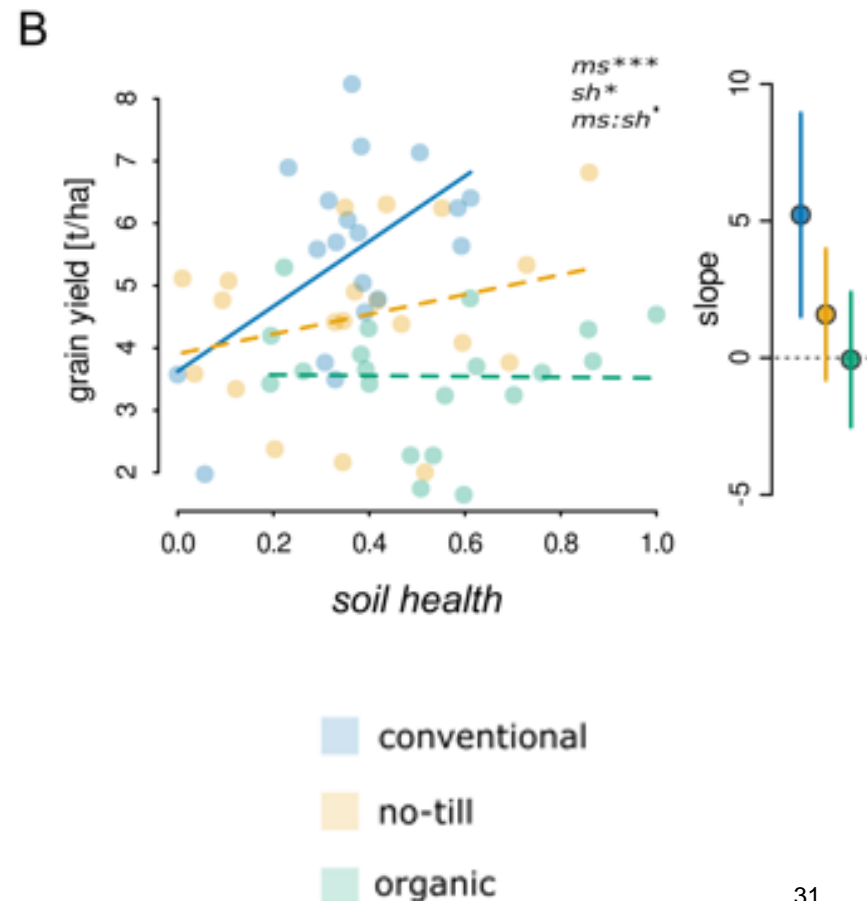 B
ms***
sh*
ms:sh•
grain yield [t/ha]
8
7
6
5
4
3
2
0.0 0.2 0.4 0.6 0.8 1.0
soil health
slope
10
5
0
-5
conventional
no-till
organic
31